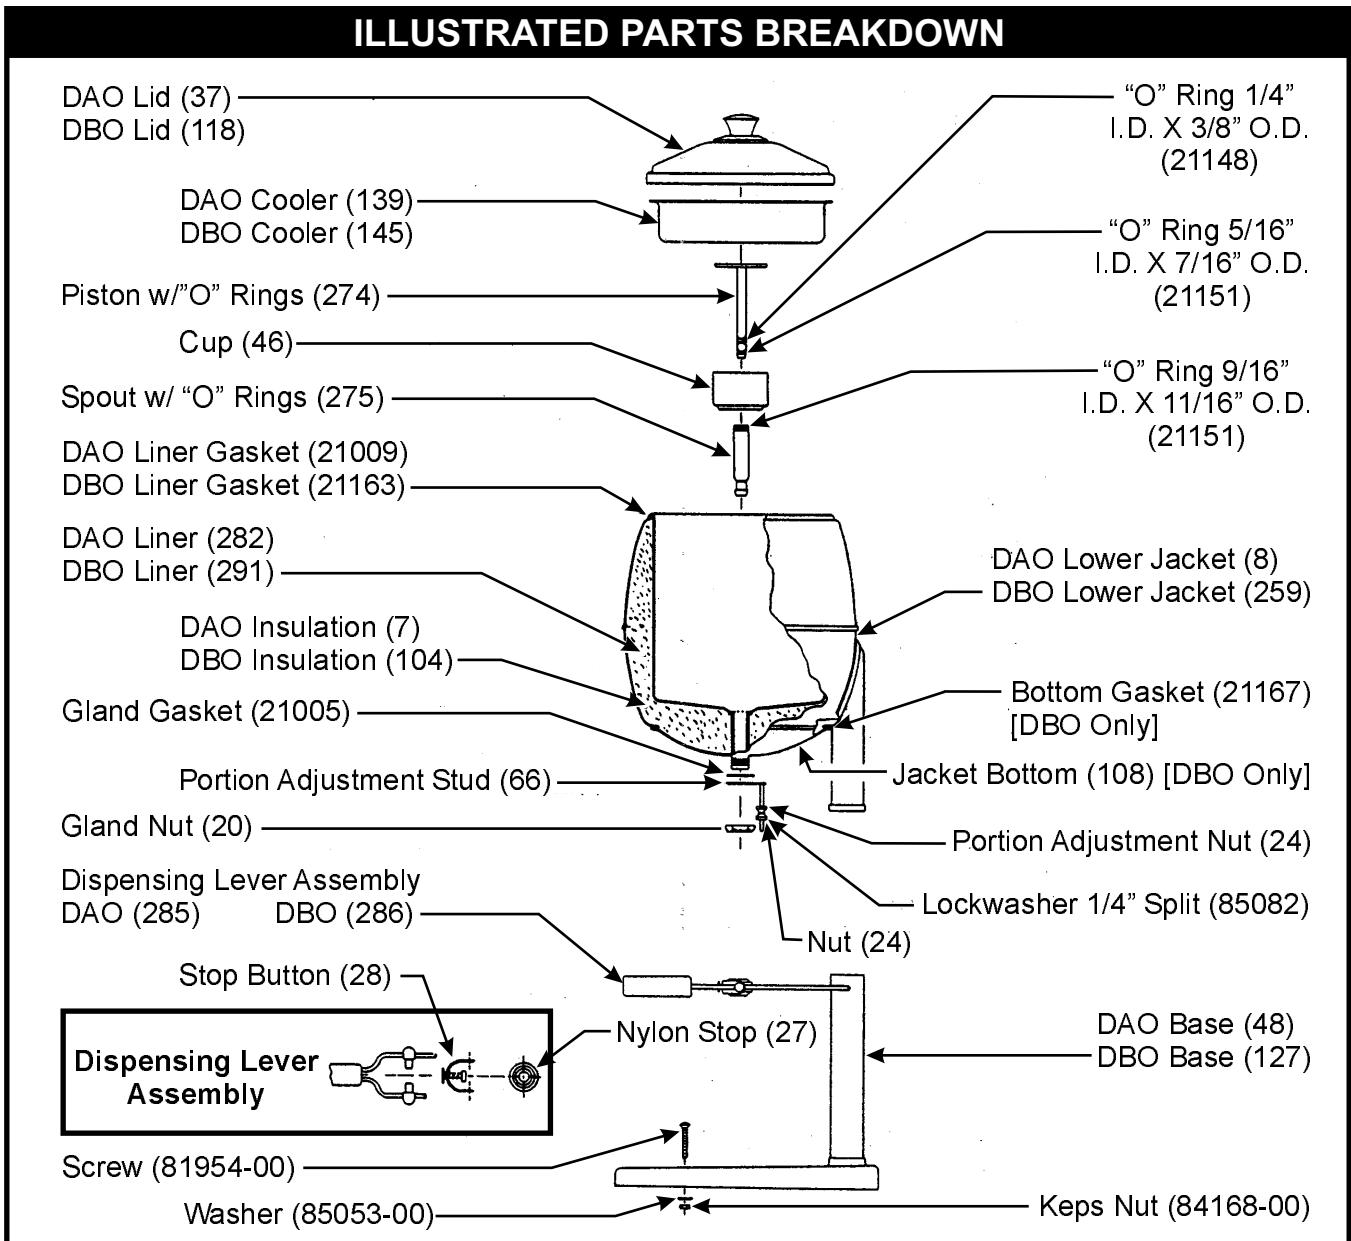 ILLUSTRATED PARTS BREAKDOWN
DAO Lid (37)
DBO Lid (118)
DAO Cooler (139)
DBO Cooler (145)
Piston w/”O” Rings (274)
Cup (46)
Spout w/ “O” Rings (275)
DAO Liner Gasket (21009)
DBO Liner Gasket (21163)
DAO Liner (282)
DBO Liner (291)
DAO Insulation (7)
DBO Insulation (104)
Gland Gasket (21005)
Portion Adjustment Stud (66)
Gland Nut (20)
Dispensing Lever Assembly
DAO (285) DBO (286)
Stop Button (28)
Dispensing Lever
Assembly
Nylon Stop (27)
Screw (81954-00)
Washer (85053-00)
“O” Ring 1/4”
I.D. X 3/8” O.D.
(21148)
“O” Ring 5/16”
I.D. X 7/16” O.D.
(21151)
“O” Ring 9/16”
I.D. X 11/16” O.D.
(21151)
DAO Lower Jacket (8)
DBO Lower Jacket (259)
Bottom Gasket (21167)
[DBO Only]
Jacket Bottom (108) [DBO Only]
Portion Adjustment Nut (24)
Lockwasher 1/4” Split (85082)
Nut (24)
DAO Base (48)
DBO Base (127)
Keps Nut (84168-00)